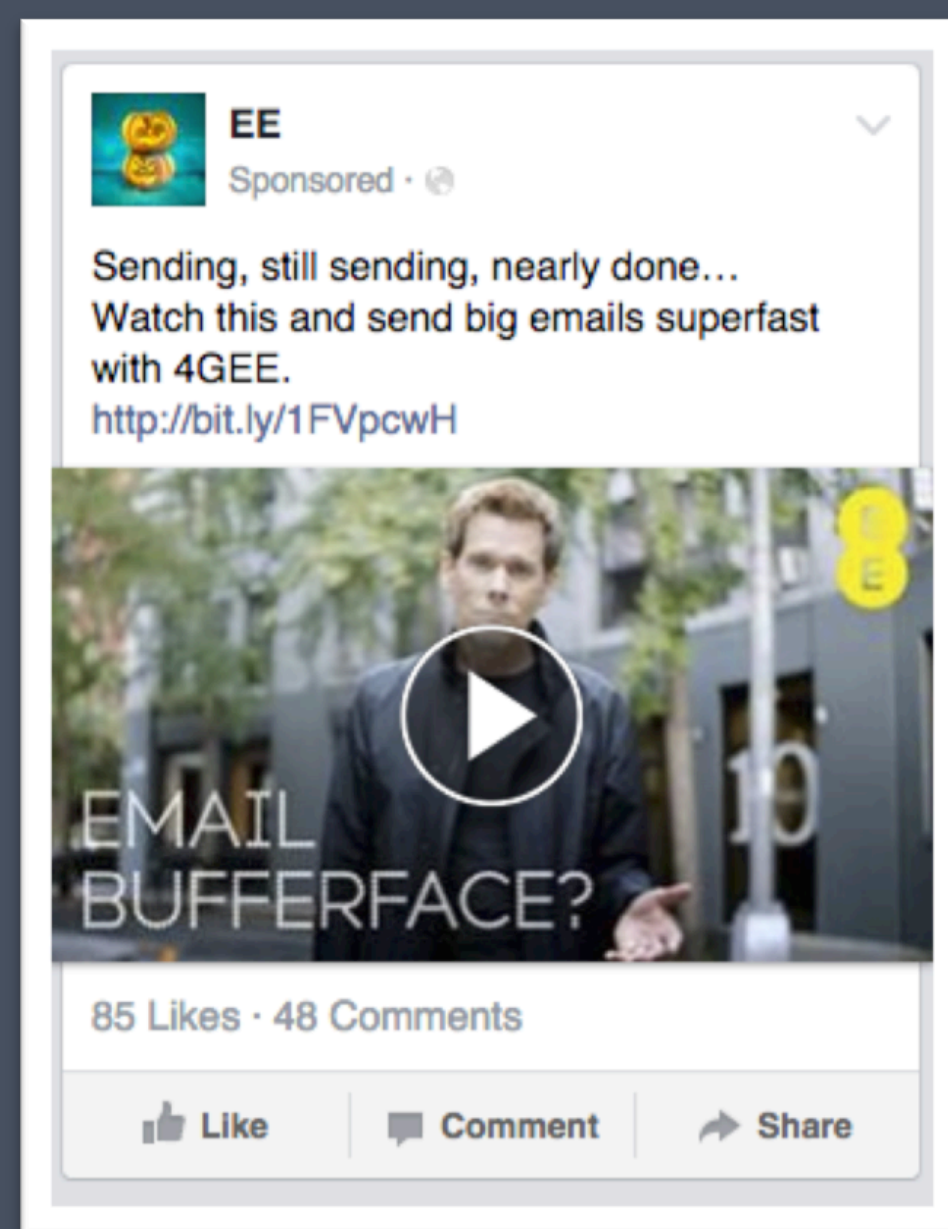 EE
Sponsored ·
Sending, still sending, nearly done...
Watch this and send big emails superfast
with 4GEE.
http://bit.ly/1FVpcwH
E
E
10
EMAIL
BUFFERFACE?
85 Likes · 48 Comments
Like Comment Share